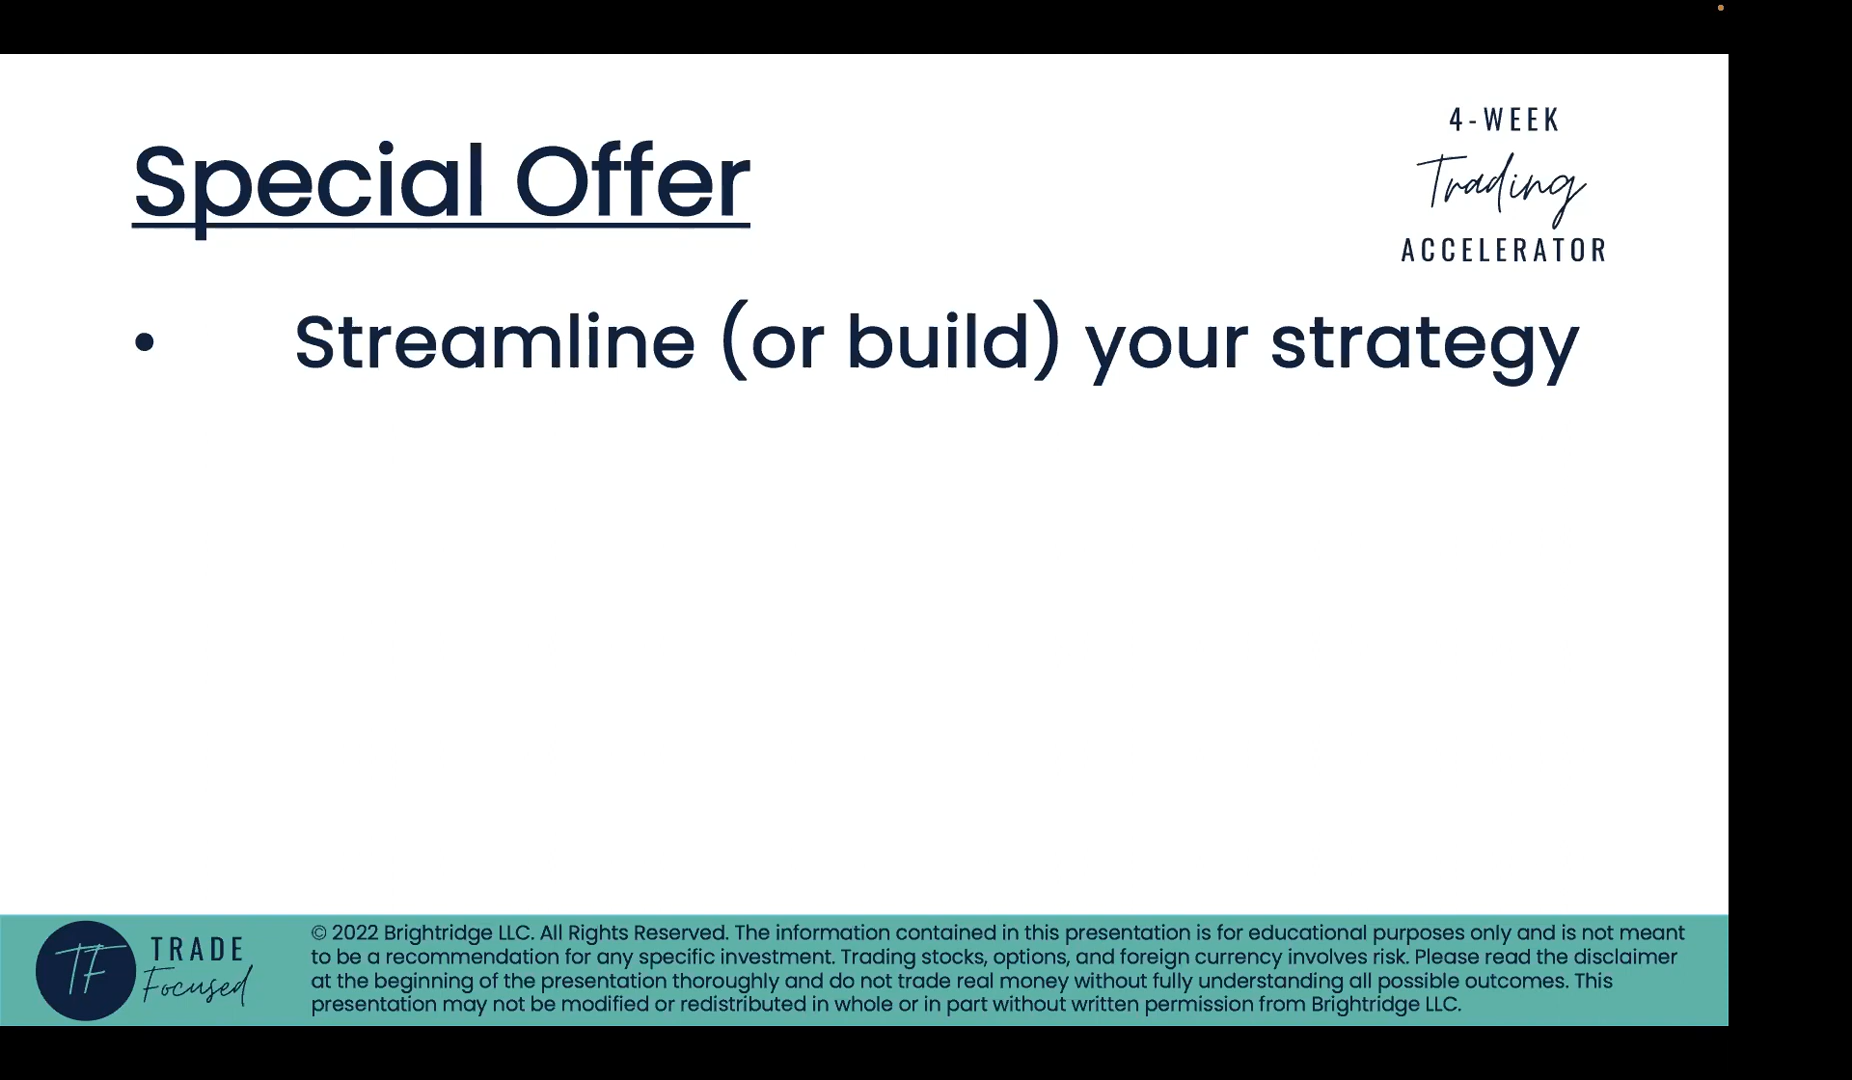 4-WEEK
Trading
ACCELERATOR
Special Offer
• Streamline (or build) your strategy
TF
TRADE
Focused
© 2022 Brightridge LLC. All Rights Reserved. The information contained in this presentation is for educational purposes only and is not meant
to be a recommendation for any specific investment. Trading stocks, options, and foreign currency involves risk. Please read the disclaimer
at the beginning of the presentation thoroughly and do not trade real money without fully understanding all possible outcomes. This
presentation may not be modified or redistributed in whole or in part without written permission from Brightridge LLC.